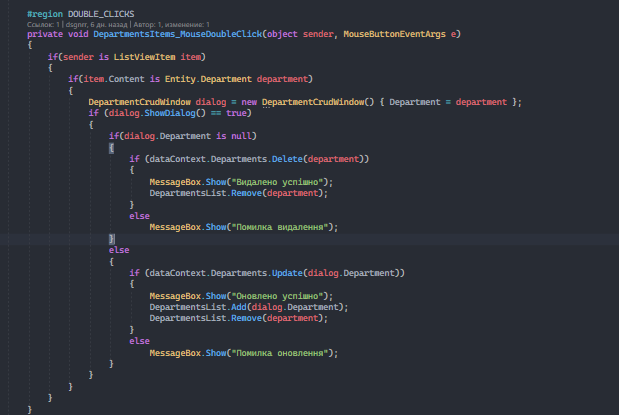 #region DOUBLE_CLICKS
Ссылок: 1 | dsgnrr, 6 дн. назад | Автор: 1, изменение: 1
private void DepartmentsItems_MouseDoubleClick(object sender, MouseButtonEventArgs e)
{
if(sender is ListViewItem item)
{
if(item.Content is Entity.Department department)
{
DepartmentCrudWindow dialog = new DepartmentCrudWindow() { Department = department };
if (dialog.ShowDialog() == true)
{
if(dialog.Department is null)
{
if (dataContext.Departments.Delete(department))
{
MessageBox.Show("Видалено успішно");
DepartmentsList.Remove(department);
}
else
MessageBox.Show("Помилка видалення");
}
else
{
if (dataContext.Departments.Update(dialog.Department))
{
MessageBox.Show("Оновлено успішно");
DepartmentsList.Add(dialog.Department);
DepartmentsList.Remove(department);
}
else
MessageBox.Show("Помилка оновлення");
}
}
}
}
}